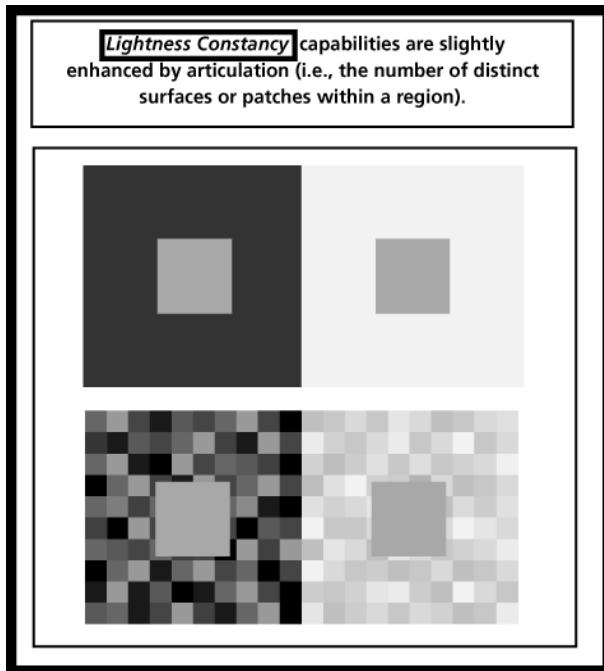 Lightness Constancy capabilities are slightly
enhanced by articulation (i.e., the number of distinct
surfaces or patches within a region).